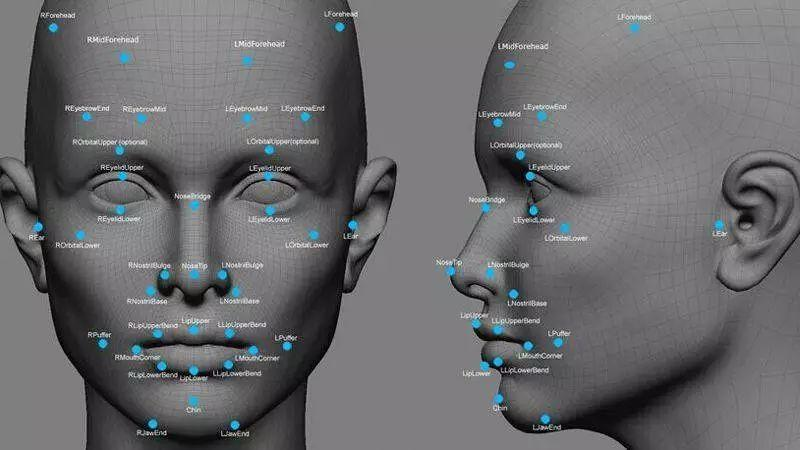 RForehead
LForehead
RMidForehead
LMidForehead
REyebrowEnd
REyebrowMid
LEyebrowMid
LEyebrowEnd
ROrbitalUpper(optional)
LOrbitalUpper(optional)
REyelidUpper
LEyelidUpper
NoseBridge
REyelidLower
LEyelidLower
REar
ROrbitalLower
LOrbitalLower
LEar
RNostrilBulge
NoseTip
LNostrilBulge
RNostrilBase
LNostrilBase
RPuffer
RLipUpperBend
LipUpper
LLipUpperBend
LPuffer
RMouthCorner
LMouthCorner
RLipLowerBend
LipLower
LLipLowerBend
Chin
RJawEnd
LJawEnd
LForehead
LMidForehead
LEyebrowMid
LEyebrowEnd
LOrbitalUpper(optional)
LEyelidUpper
NoseBridge
LEyelidLower
LOrbitalLower
LEar
NoseTip
LNostrilBulge
LNostrilBase
LipUpper
LLipUpperBend
LPuffer
LMouthCorner
LipLower
LLipLowerBend
Chin
LJawEnd